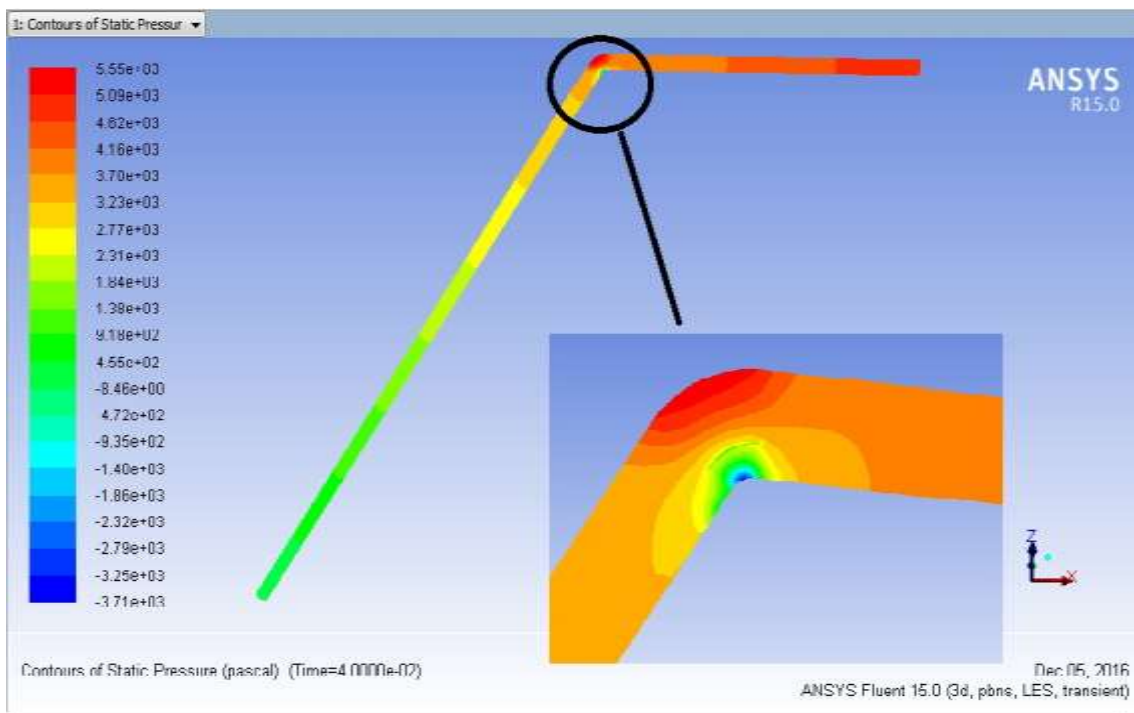 1: Contours of Static Pressur
5.55e+03
5.09e+03
4.62e+03
4.16e+03
3.70e+03
3.23e+03
2.77e+03
2.31e+03
1.84e+03
1.38e+03
9.18e+02
4.55e+02
-8.46e+00
4.72e+02
-9.35e+02
-1.40e+03
-1.86e+03
-2.32e+03
-2.79e+03
-3.25e+03
-3.71e+03
ANSYS
R15.0
Z
X
Contours of Static Pressure (pascal) (Time=4.0000e-02)
Dec 05, 2016
ANSYS Fluent 15.0 (3d, pbns, LES, transient)